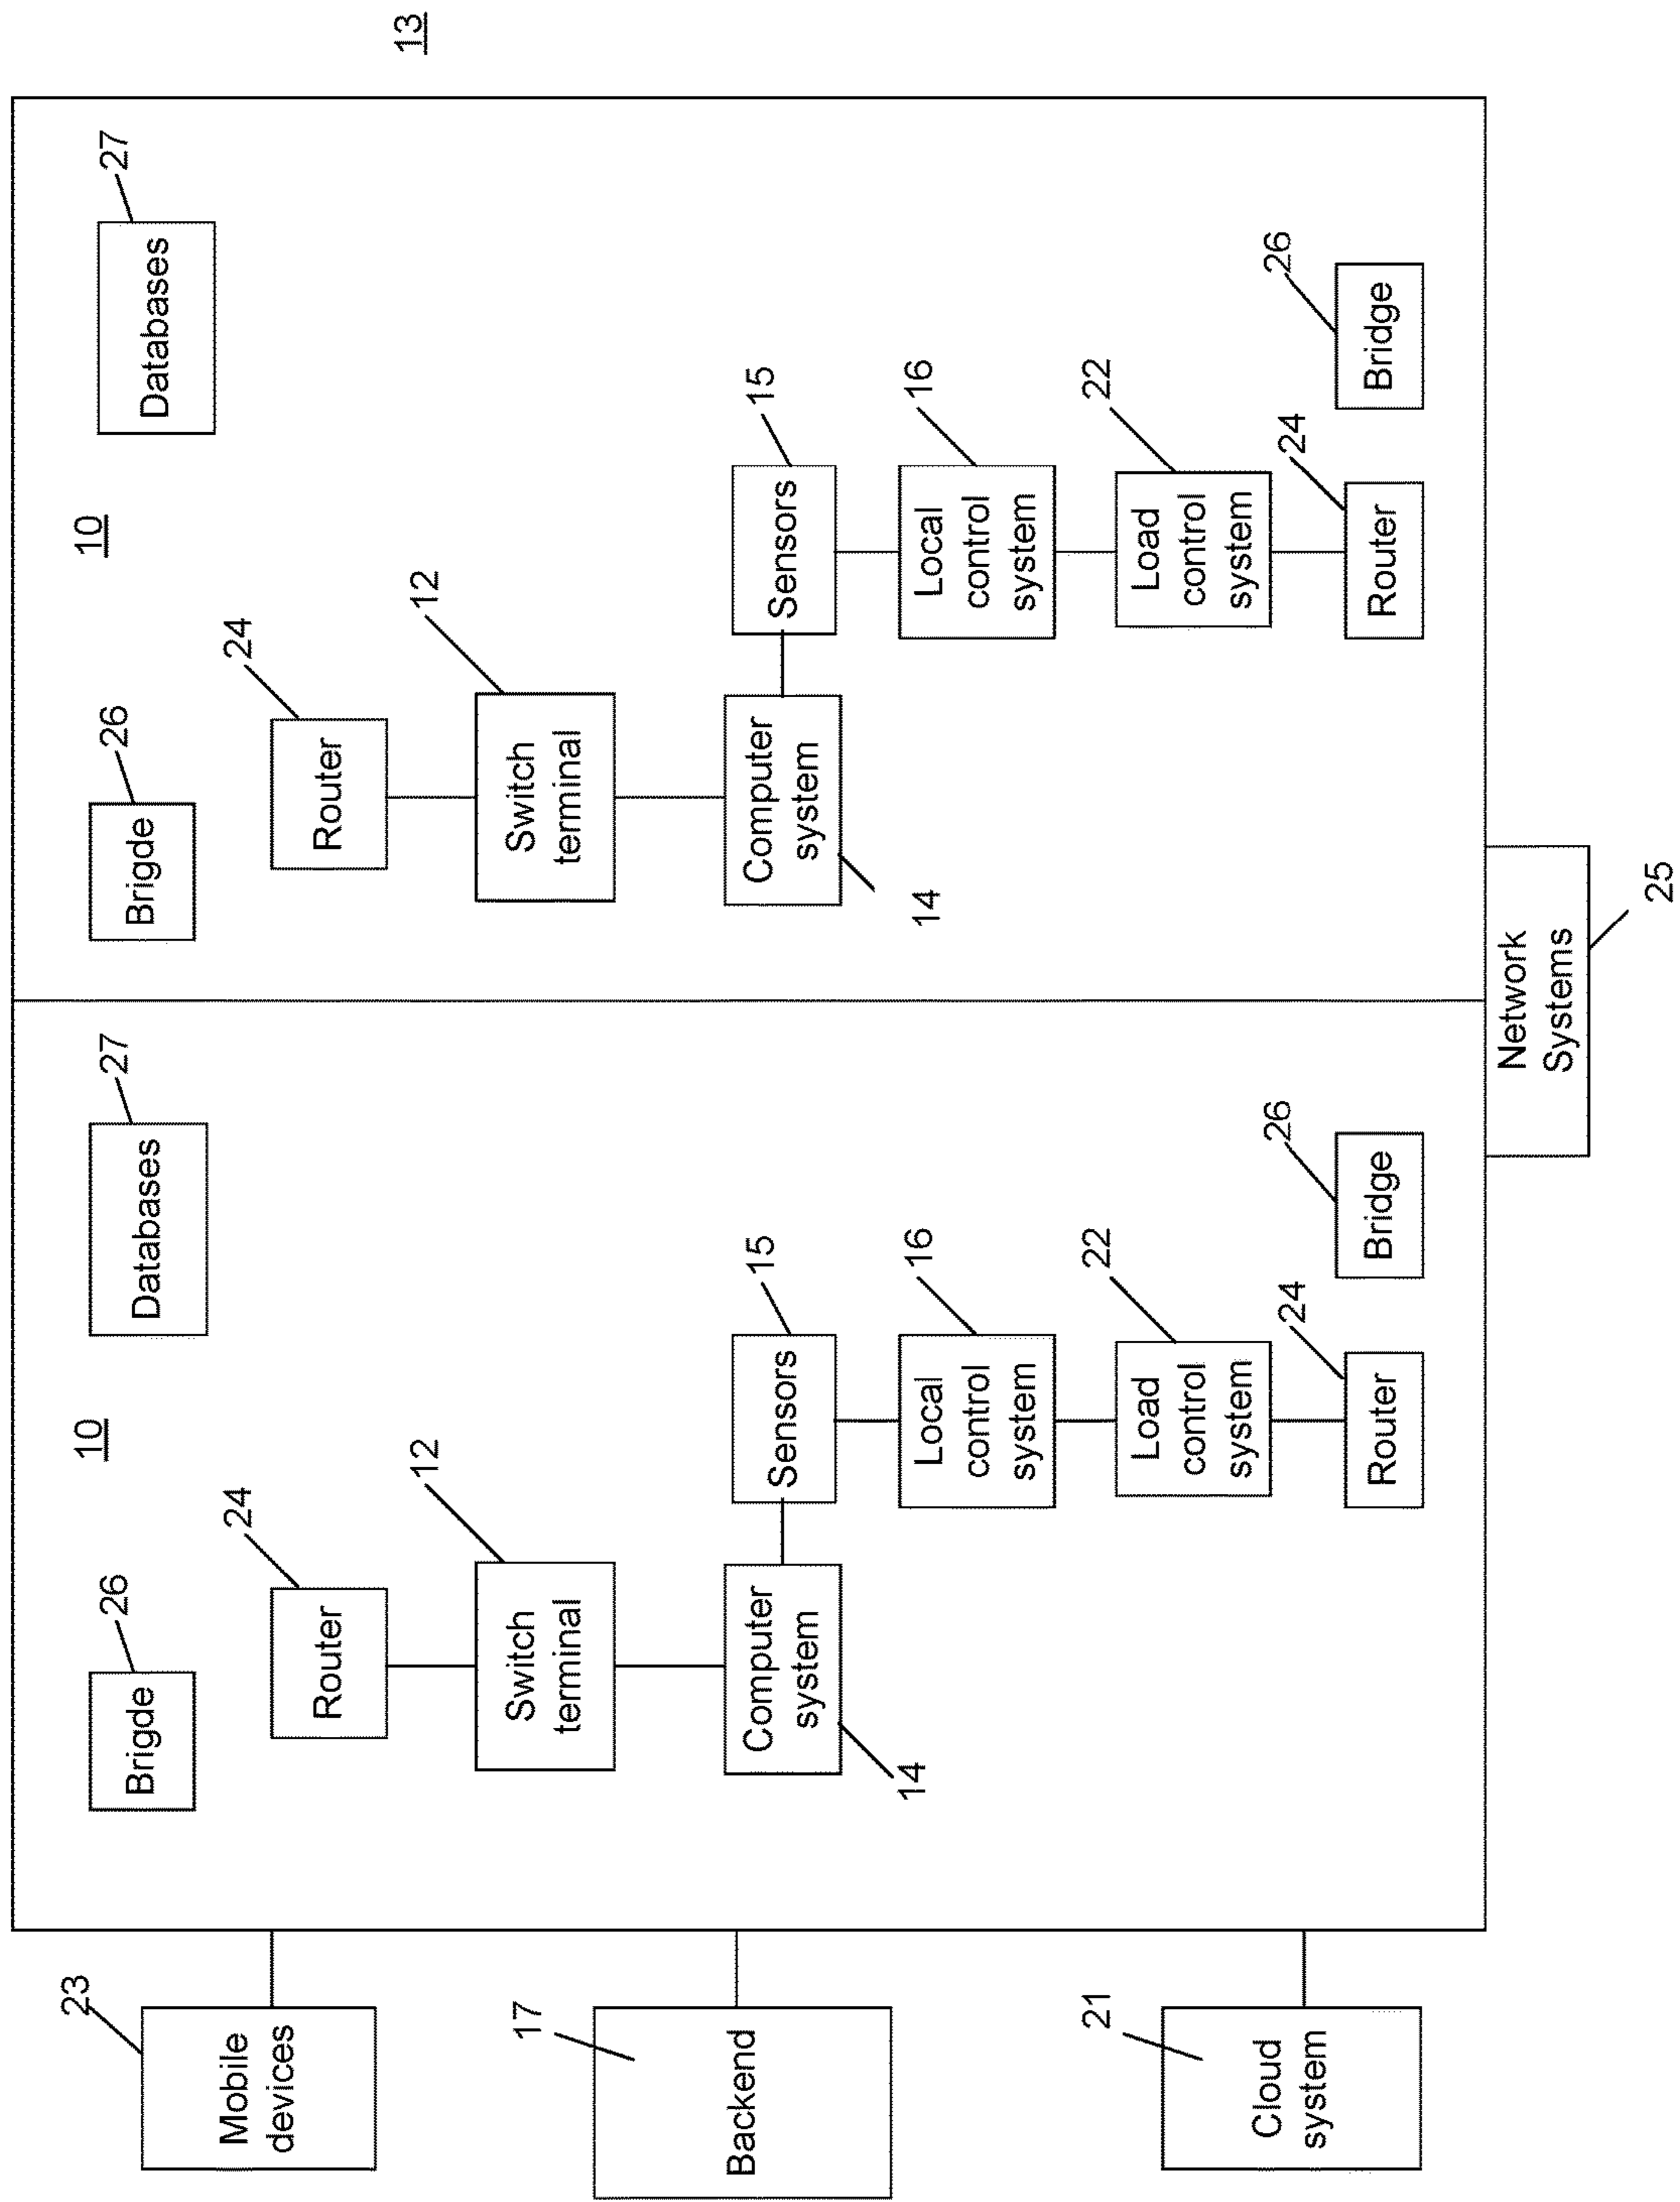 23
Mobile
devices
17
Backend
21
Cloud
system
10
26
Brigde
27
Databases
24
Router
12
Switch
terminal
15
Sensors
Computer
system
14
16
Local
control
system
22
Load
control
system
24
Router
26
Bridge
10
26
Brigde
27
Databases
24
Router
12
Switch
terminal
15
Sensors
Computer
system
14
16
Local
control
system
22
Load
control
system
24
Router
26
Bridge
13
Network
Systems
25